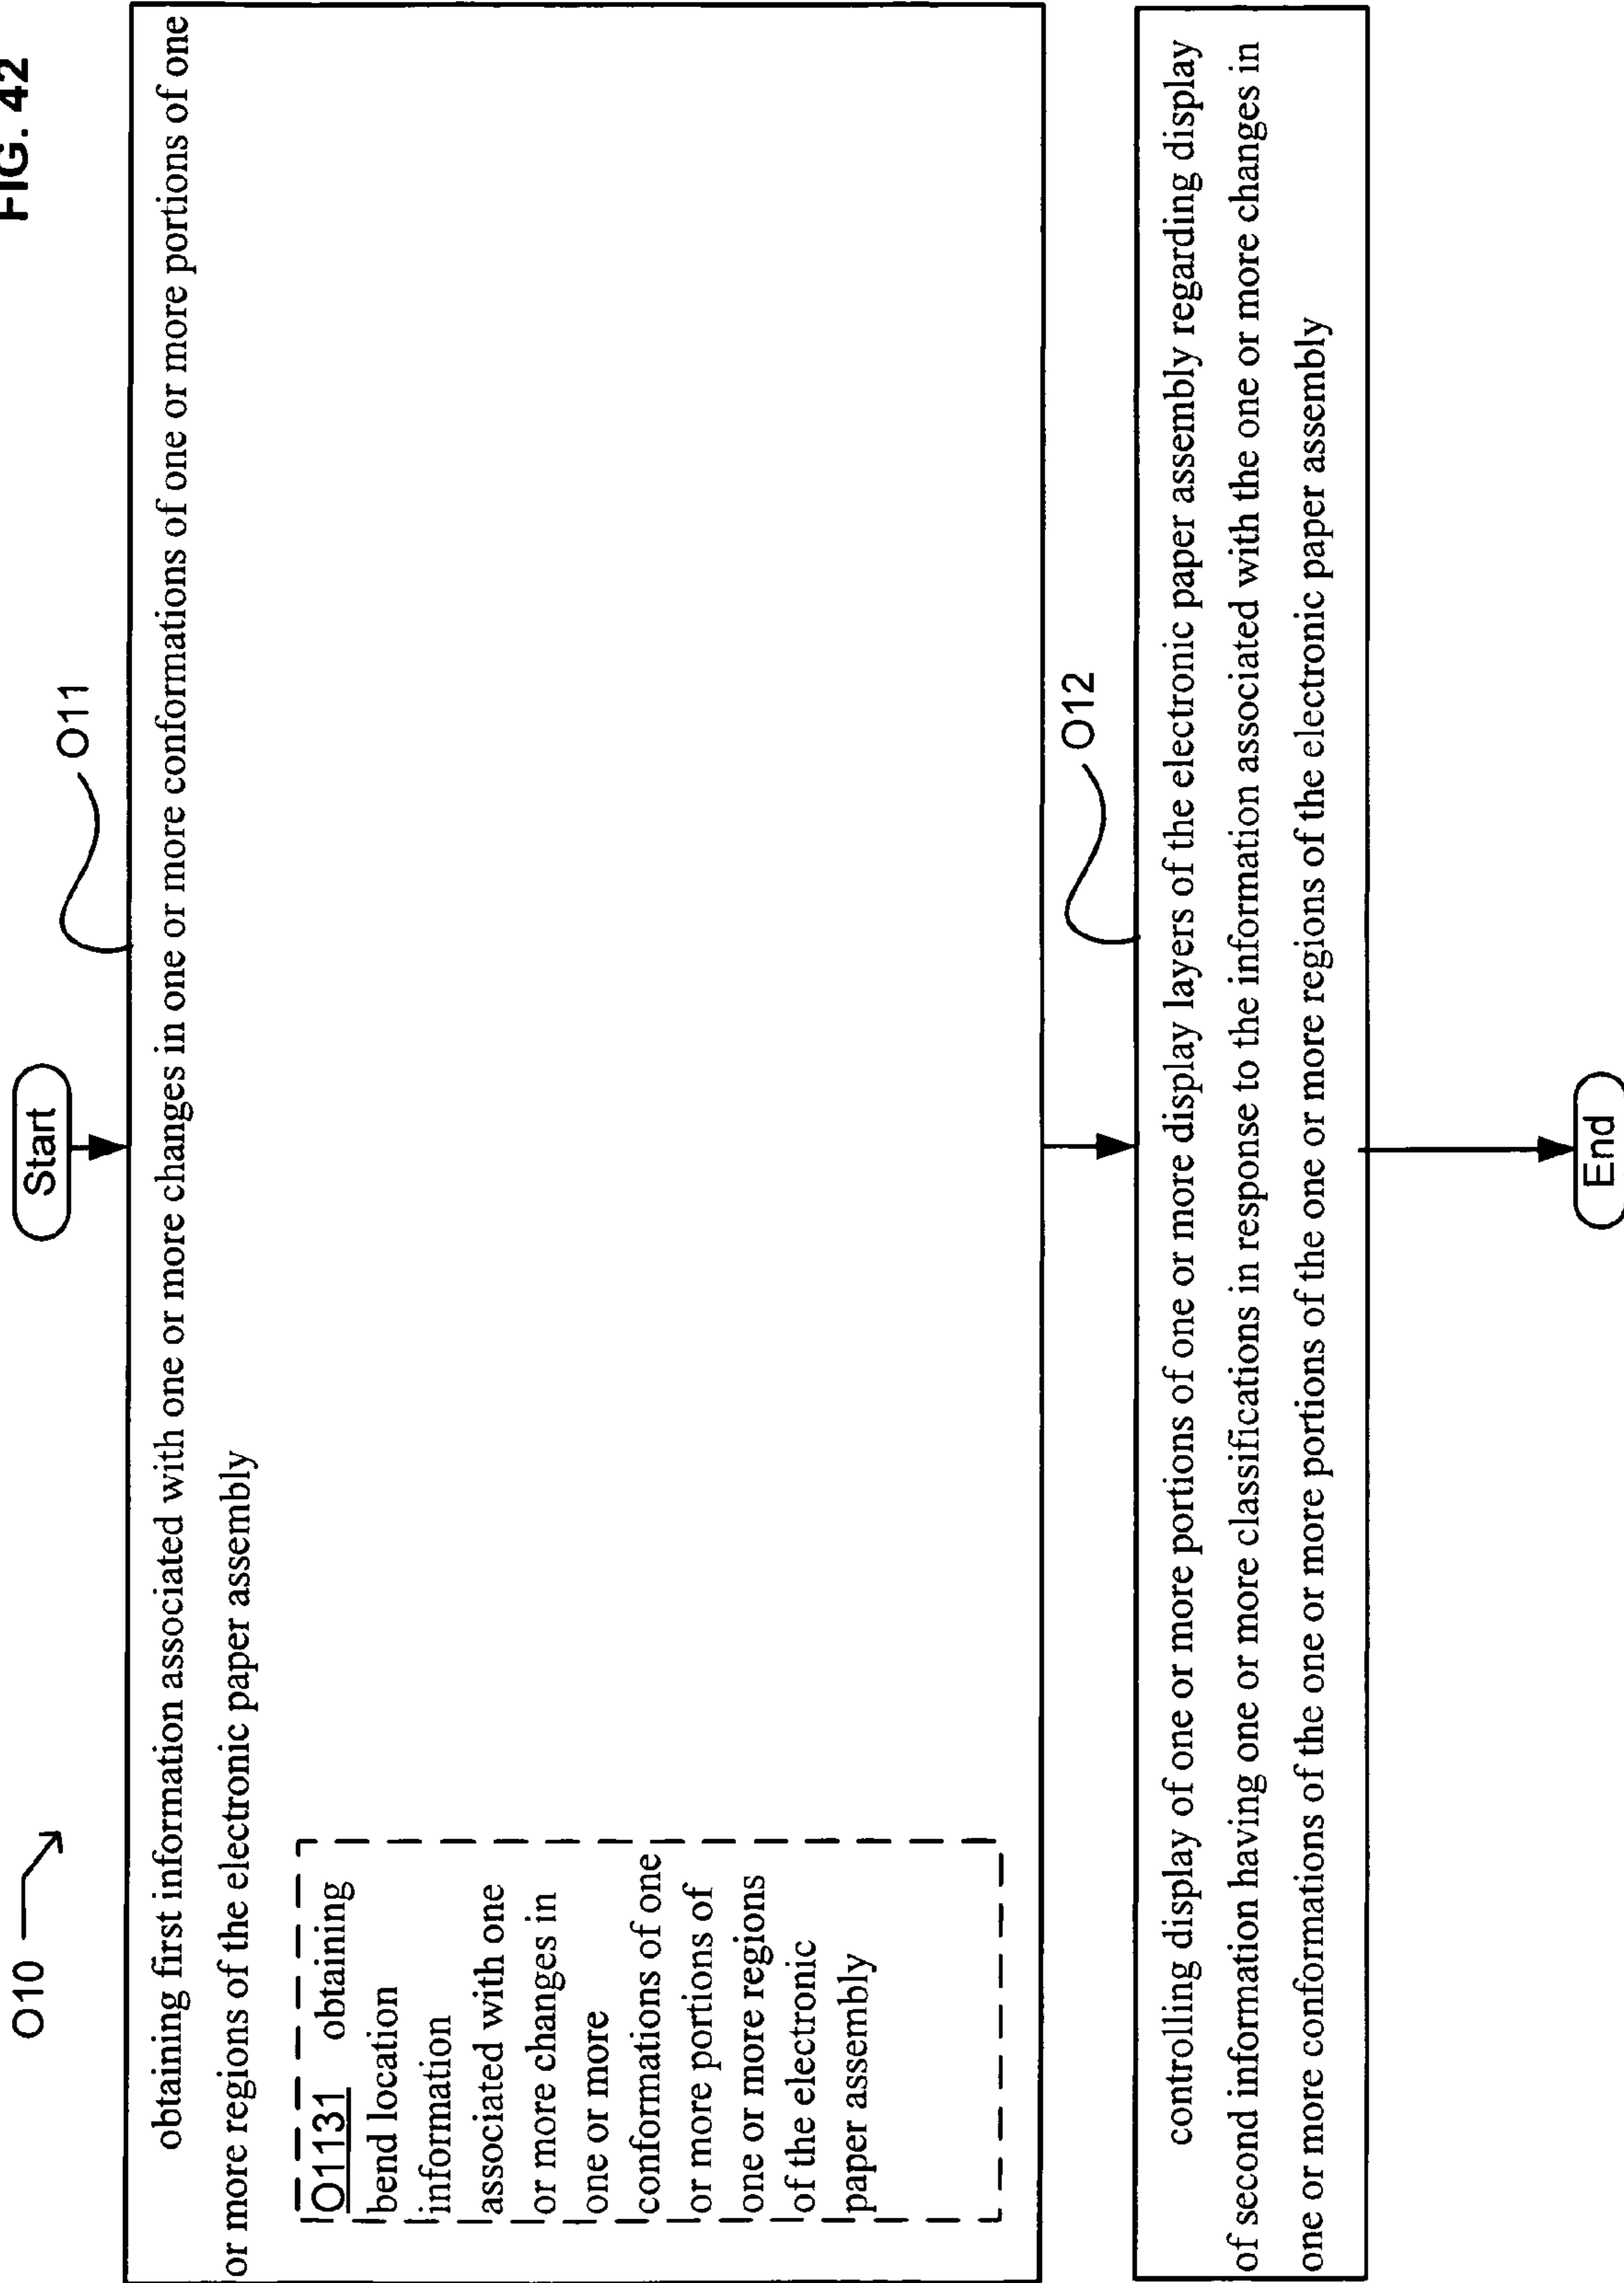 FIG. 42
O10
Start
O11
obtaining first information associated with one or more changes in one or more conformations of one or more portions of one
or more regions of the electronic paper assembly
O1131 obtaining
bend location
information
associated with one
or more changes in
one or more
conformations of one
or more portions of
one or more regions
of the electronic
paper assembly
O12
controlling display of one or more portions of one or more display layers of the electronic paper assembly regarding display
of second information having one or more classifications in response to the information associated with the one or more changes in
one or more conformations of the one or more portions of the one or more regions of the electronic paper assembly
End